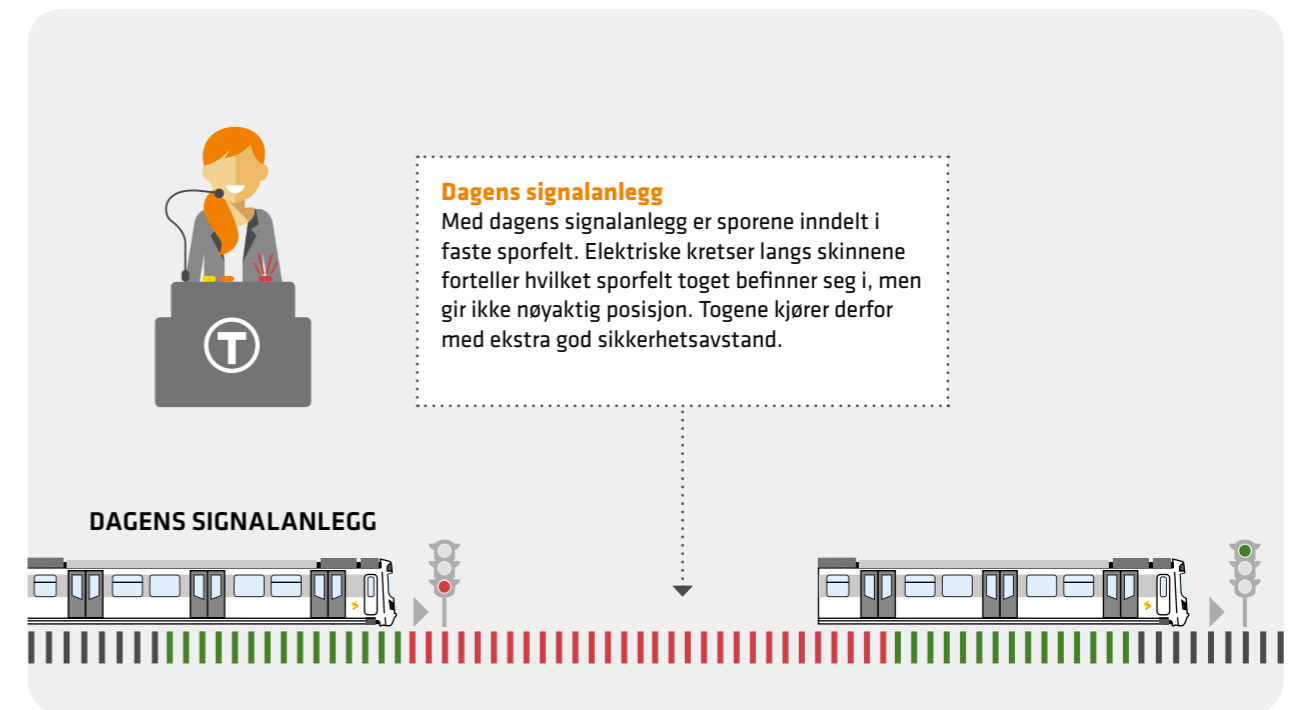 Dagens signalanlegg
Med dagens signalanlegg er sporene inndelt i
faste sporfelt. Elektriske kretser langs skinnene
forteller hvilket sporfelt toget befinner seg i, men
gir ikke nøyaktig posisjon. Togene kjører derfor
med ekstra god sikkerhetsavstand.
T
DAGENS SIGNALANLEGG